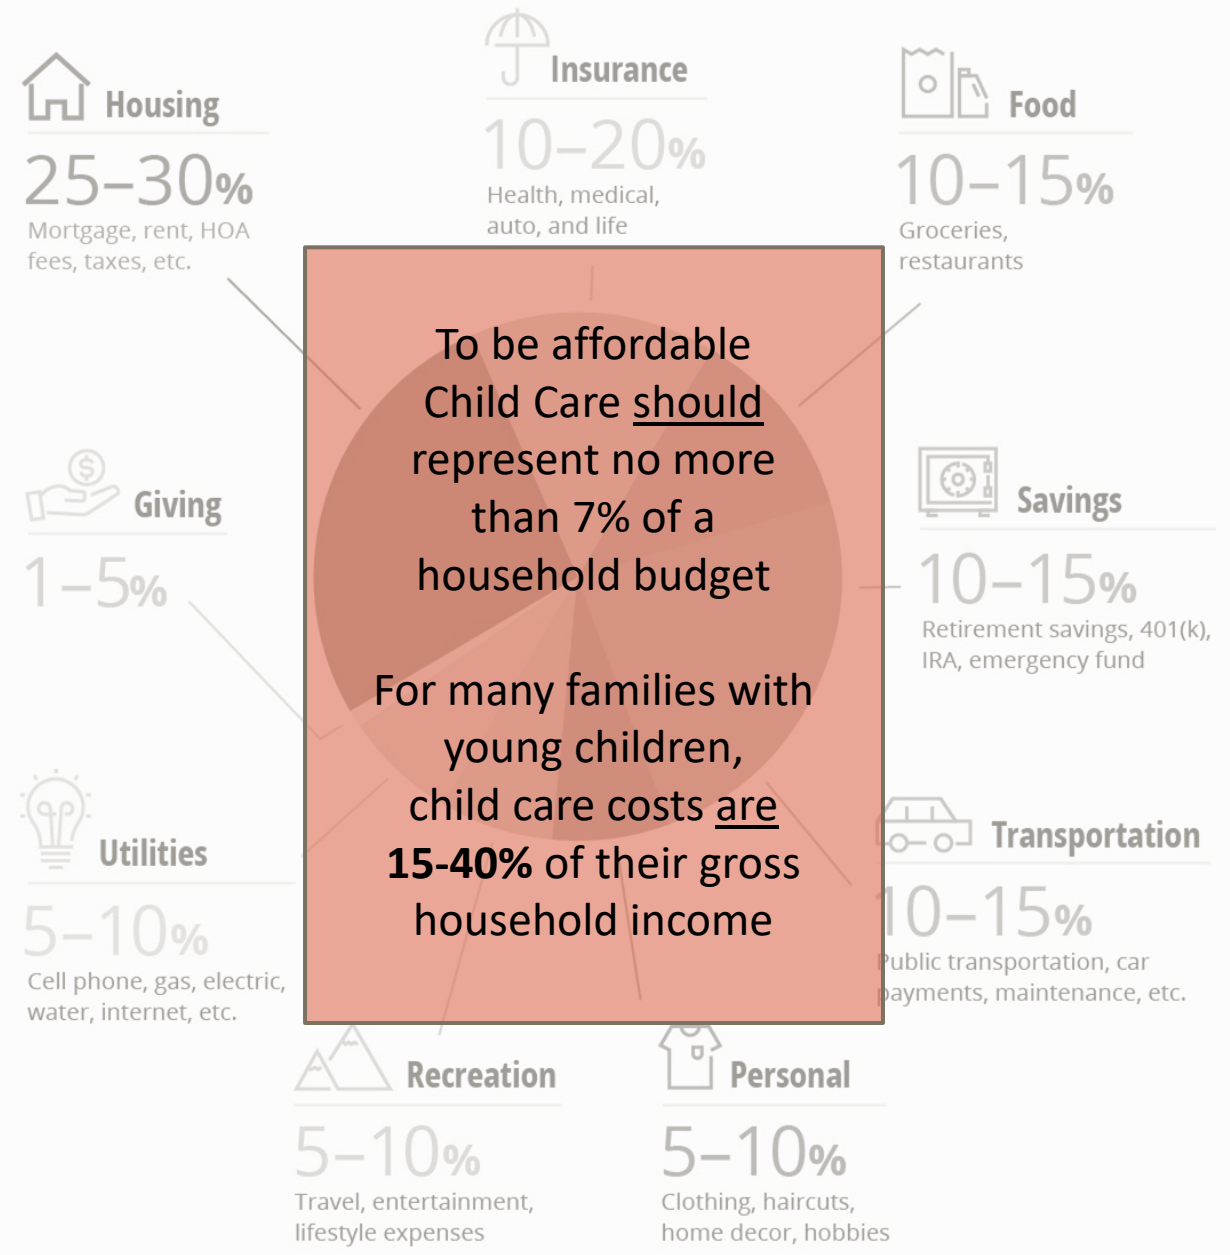 Insurance
10–20%
Health, medical,
auto, and life
Housing
25–30%
Mortgage, rent, HOA
fees, taxes, etc.
Food
10–15%
Groceries,
restaurants
To be affordable
Child Care should
represent no more
than 7% of a
household budget
For many families with
young children,
child care costs are
15-40% of their gross
household income
Giving
1–5%
Savings
10–15%
Retirement savings, 401(k),
IRA, emergency fund
Utilities
5–10%
Cell phone, gas, electric,
water, internet, etc.
Transportation
10–15%
Public transportation, car
payments, maintenance, etc.
Recreation
5–10%
Travel, entertainment,
lifestyle expenses
Personal
5–10%
Clothing, haircuts,
home decor, hobbies